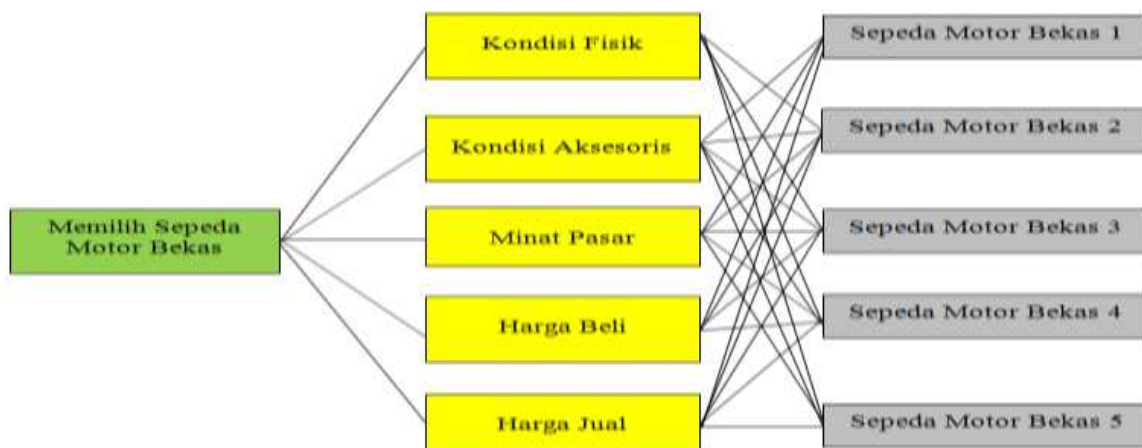 Memilih Sepeda
Motor Bekas
Kondisi Fisik
Kondisi Aksesoris
Minat Pasar
Harga Beli
Harga Jual
Sepeda Motor Bekas 1
Sepeda Motor Bekas 2
Sepeda Motor Bekas 3
Sepeda Motor Bekas 4
Sepeda Motor Bekas 5